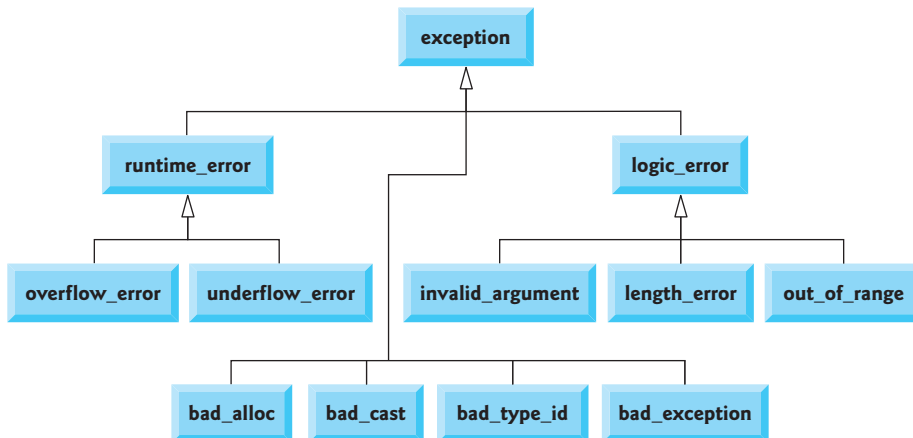 exception
runtime_error
logic_error
overflow_error
underflow_error
invalid_argument
length_error
out_of_range
bad_alloc
bad_cast
bad_type_id
bad_exception